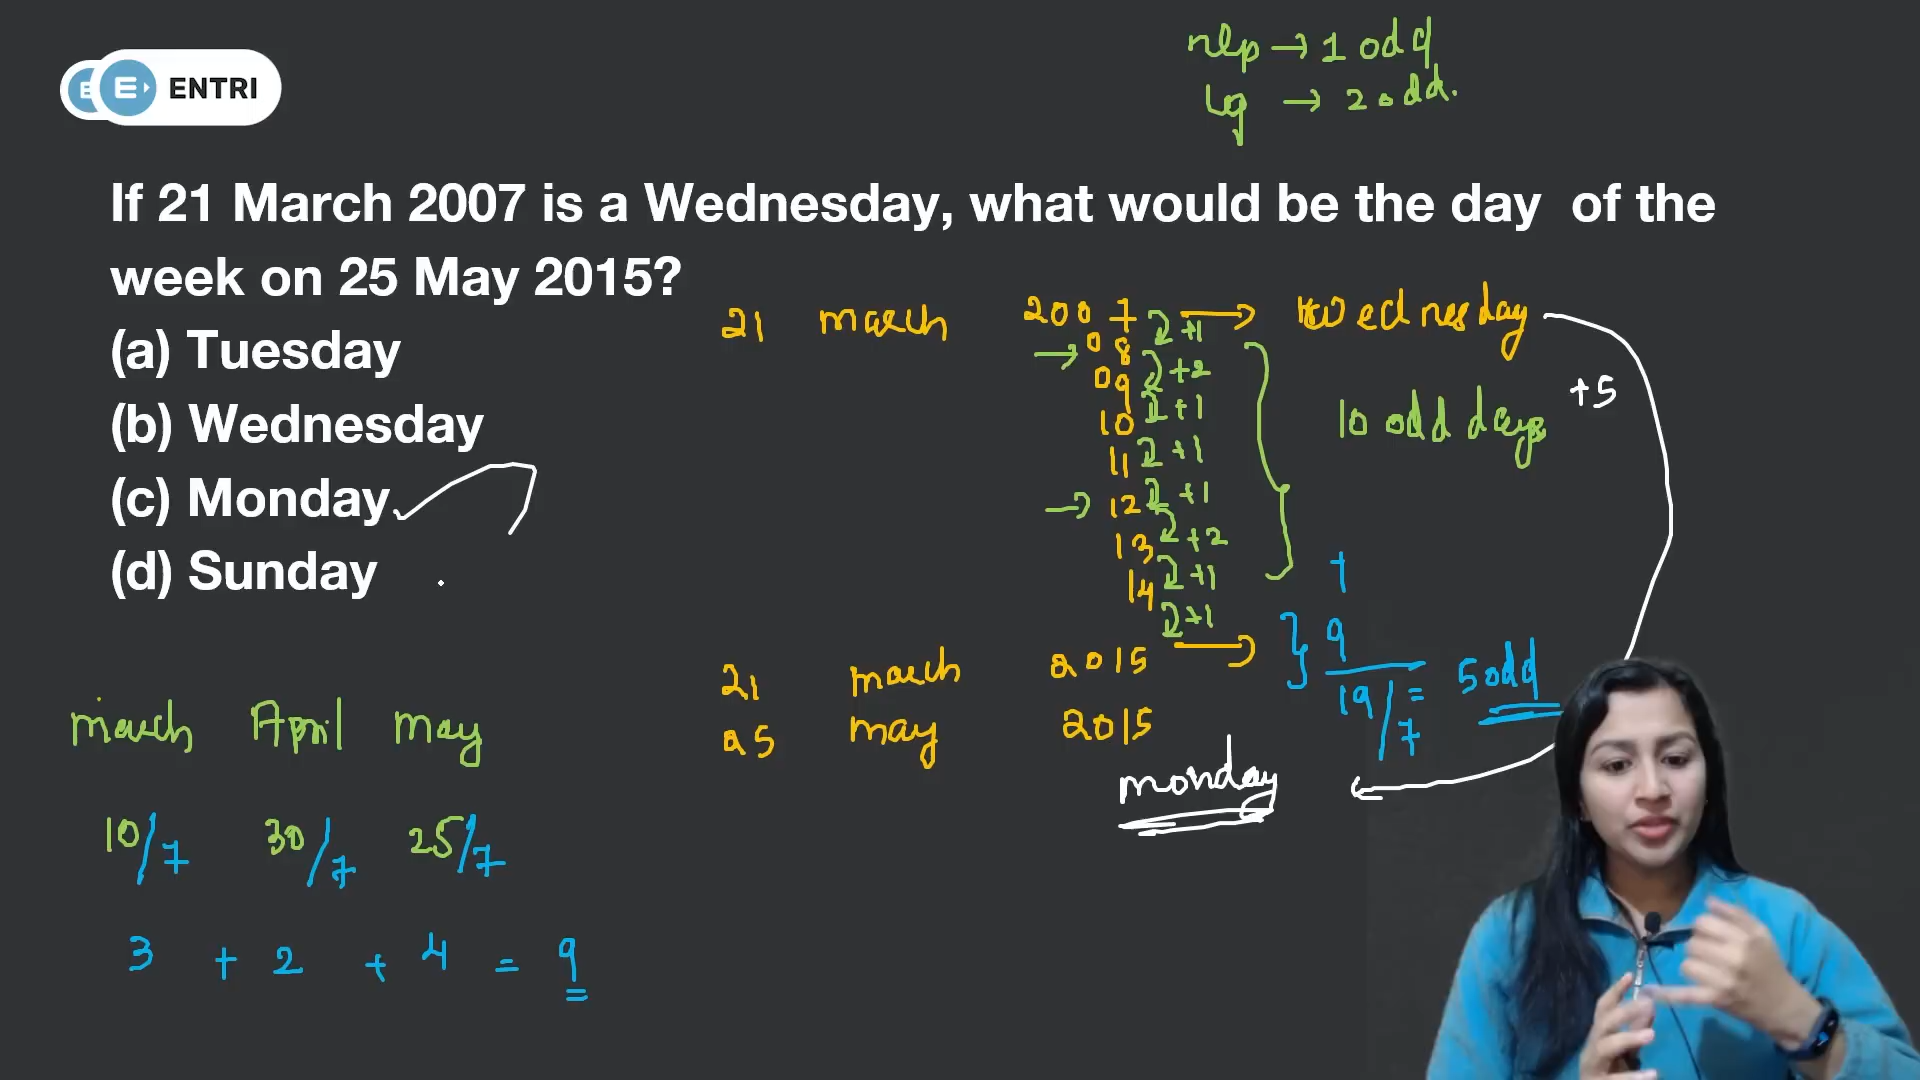 nlp → 1 odd
lp → 2 odd.
E E ENTRI
If 21 March 2007 is a Wednesday, what would be the day of the
week on 25 May 2015?
(a) Tuesday
(b) Wednesday
(c) Monday
(d) Sunday
21 march 2007 → Wednesday
+1
→ 08
+2
09
+1
10
+1
11
+1
→ 12
+2
13
+1
14
+1
10 odd days
+5
+
9
19/7 = 5 odd
21 march 2015 →
25 may 2015
monday
march April may
10/7 30/7 25/7
3 + 2 + 4 = 9